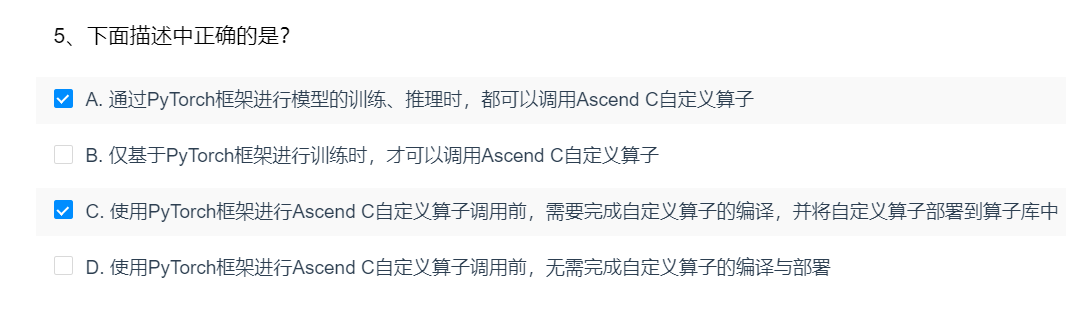 5、下面描述中正确的是？
A. 通过PyTorch框架进行模型的训练、推理时，都可以调用Ascend C自定义算子
B. 仅基于PyTorch框架进行训练时，才可以调用Ascend C自定义算子
C. 使用PyTorch框架进行Ascend C自定义算子调用前，需要完成自定义算子的编译，并将自定义算子部署到算子库中
D. 使用PyTorch框架进行Ascend C自定义算子调用前，无需完成自定义算子的编译与部署